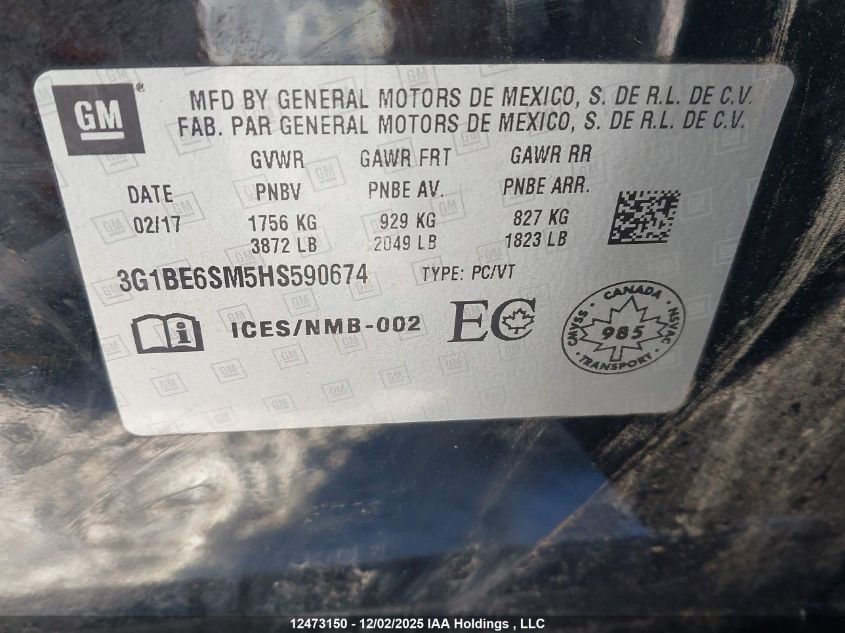 GM®
MFD BY GENERAL MOTORS DE MEXICO, S. DE R.L. DE C.V.
FAB. PAR GENERAL MOTORS DE MEXICO, S. DE R.L. DE C.V.
GVWR GAWR FRT GAWR RR
DATE PNBV PNBE AV. PNBE ARR.
02/17 1756 KG 929 KG 827 KG
3872 LB 2049 LB 1823 LB
3G1BE6SM5HS590674 TYPE: PC/VT
i ICES/NMB-002 EC
CANADA
CMVSS 985 NSVAC
TRANSPORT
12473150 - 12/02/2025 IAA Holdings , LLC